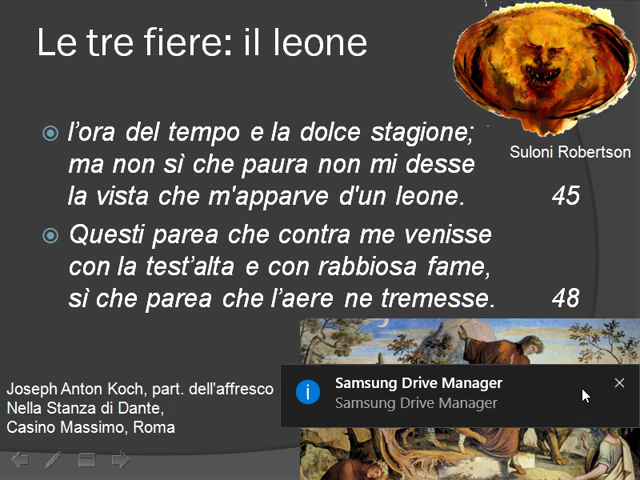 Le tre fiere: il leone
l’ora del tempo e la dolce stagione;
ma non sì che paura non mi desse
la vista che m'apparve d'un leone. 45
Questi parea che contra me venisse
con la test’alta e con rabbiosa fame,
sì che parea che l’aere ne tremesse. 48
Suloni Robertson
Joseph Anton Koch, part. dell'affresco
Nella Stanza di Dante,
Casino Massimo, Roma
Samsung Drive Manager
Samsung Drive Manager